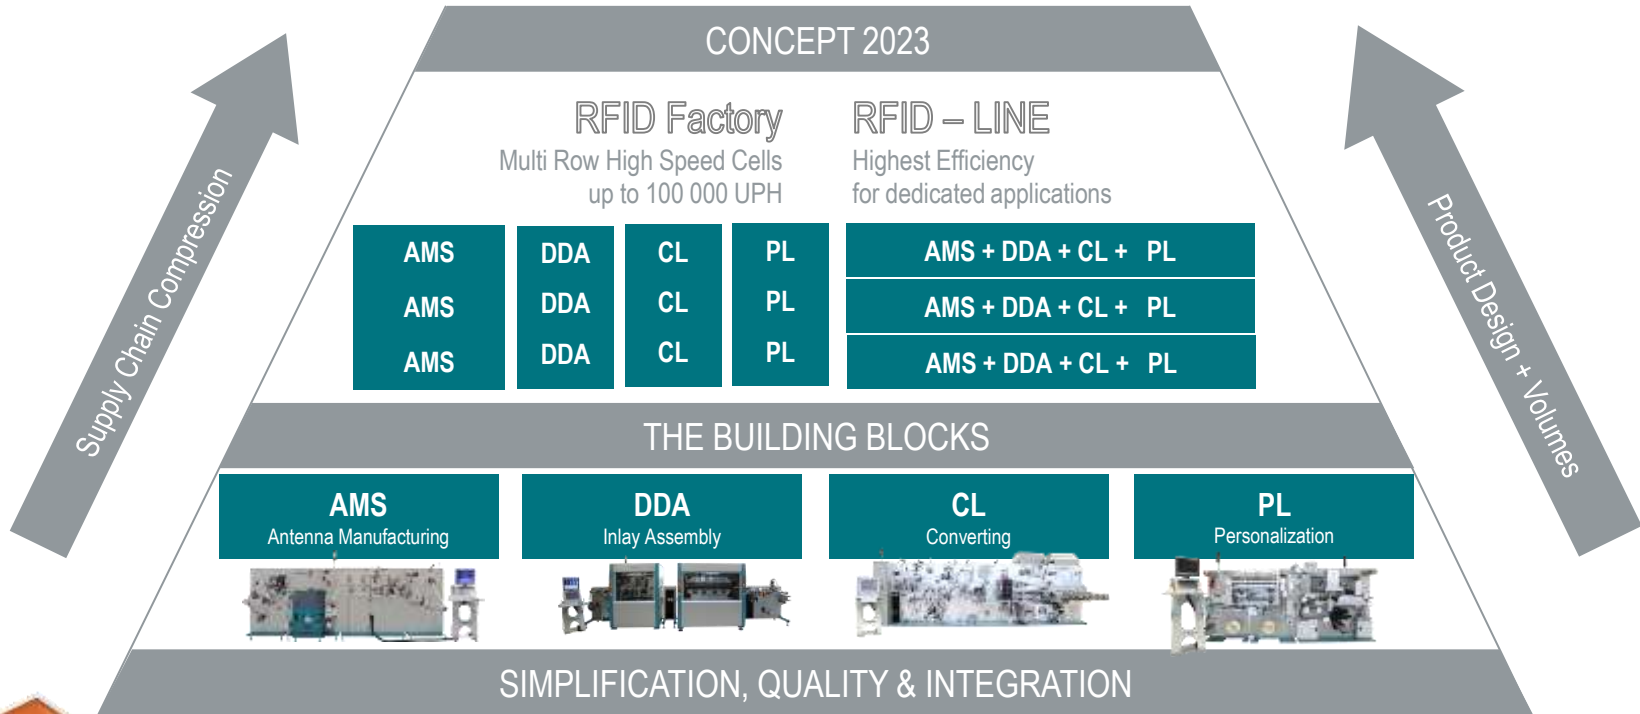 CONCEPT 2023
RFID Factory
Multi Row High Speed Cells
up to 100 000 UPH
RFID – LINE
Highest Efficiency
for dedicated applications
AMS
AMS
AMS
DDA
DDA
DDA
CL
CL
CL
PL
PL
PL
AMS + DDA + CL + PL
AMS + DDA + CL + PL
AMS + DDA + CL + PL
Supply Chain Compression
Product Design + Volumes
THE BUILDING BLOCKS
AMS
Antenna Manufacturing
DDA
Inlay Assembly
CL
Converting
PL
Personalization
SIMPLIFICATION, QUALITY & INTEGRATION